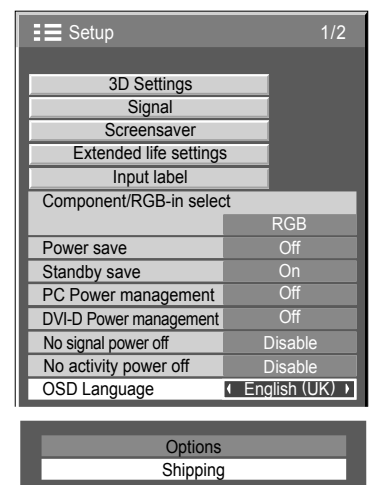 Setup 1/2
3D Settings
Signal
Screensaver
Extended life settings
Input label
Component/RGB-in select
RGB
Power save Off
Standby save On
PC Power management Off
DVI-D Power management Off
No signal power off Disable
No activity power off Disable
OSD Language English (UK)
Options
Shipping